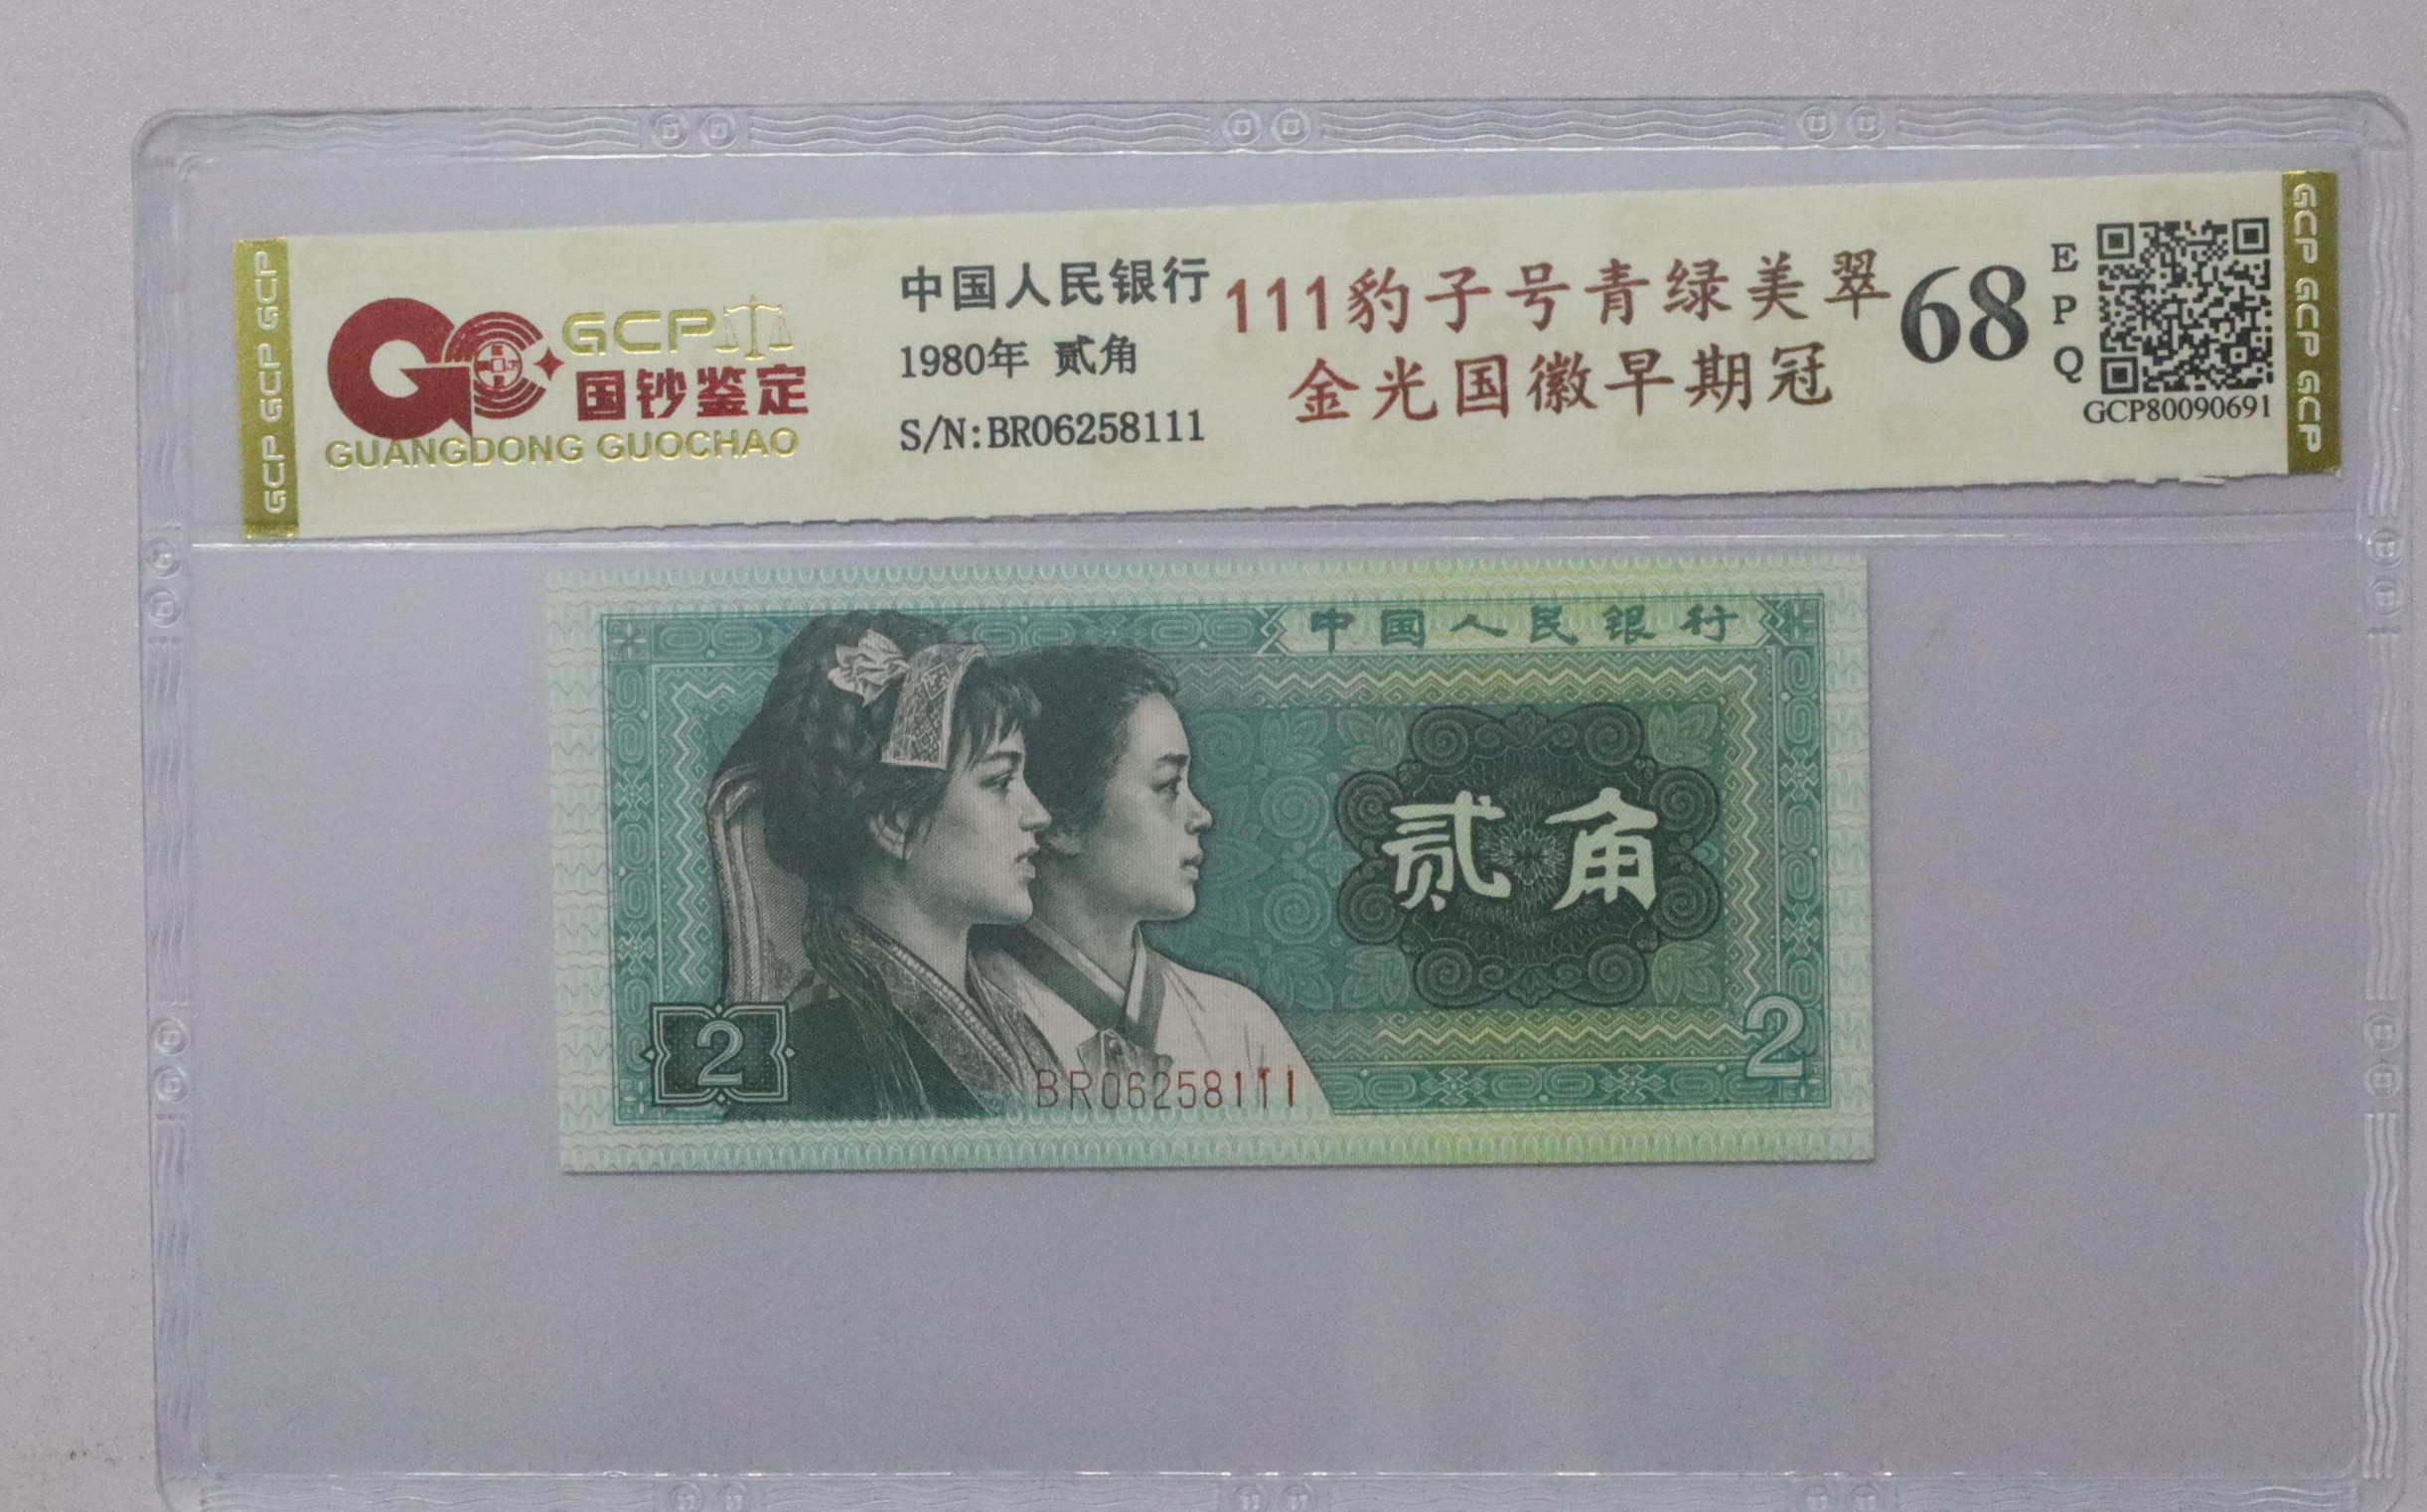 GCP GCP GCP
GCP
国钞鉴定
GUANGDONG GUOCHAO
中国人民银行
1980年 贰角
S/N:BR06258111
111豹子号青绿美翠
金光国徽早期冠
68
EPQ
GCP80090691
GCP GCP GCP
中国人民银行
贰角
2
2
BR06258111